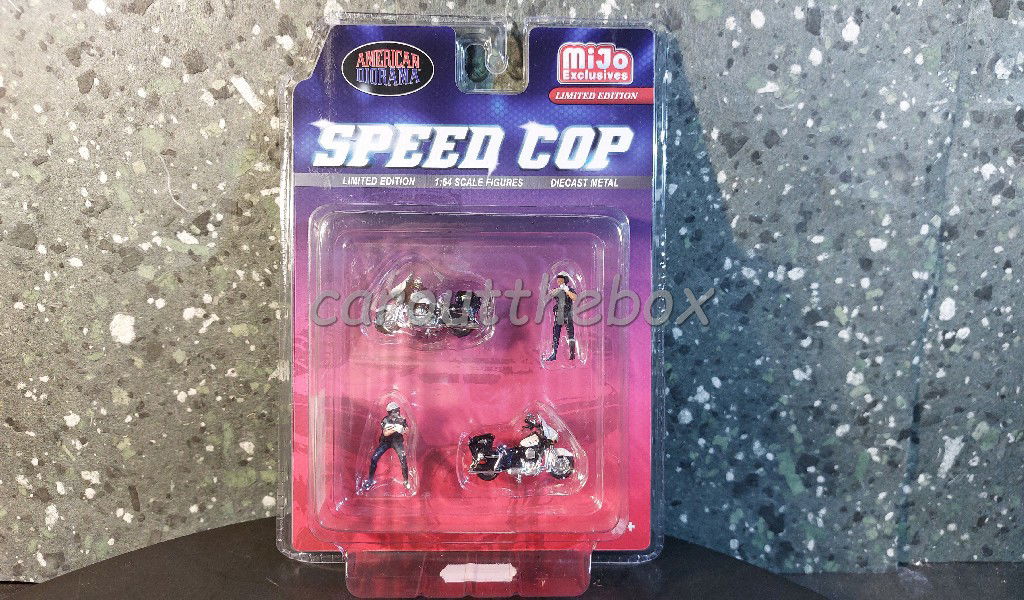 AMERICAN
DIORAMA
MiJo
Exclusives
LIMITED EDITION
SPEED COP
LIMITED EDITION 1:64 SCALE FIGURES DIECAST METAL
caroutthebox